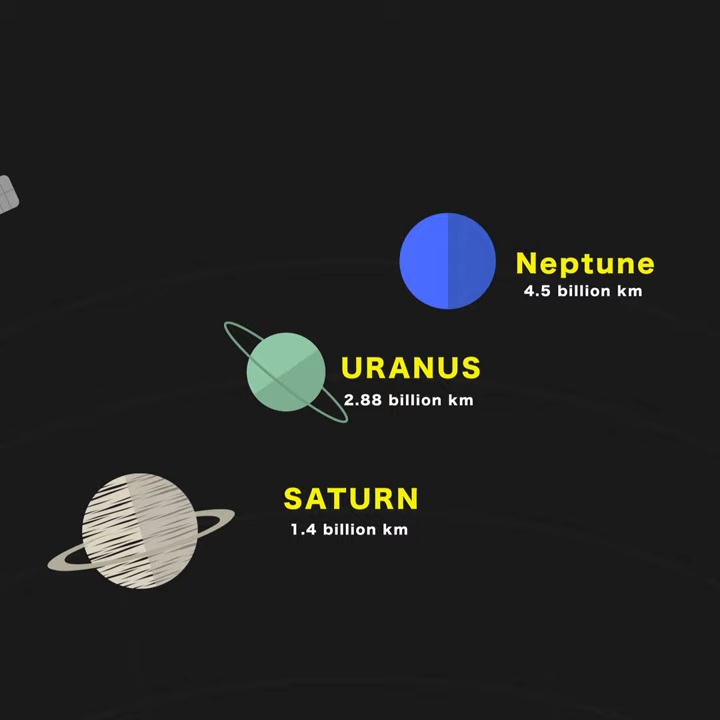 Neptune
4.5 billion km
URANUS
2.88 billion km
SATURN
1.4 billion km